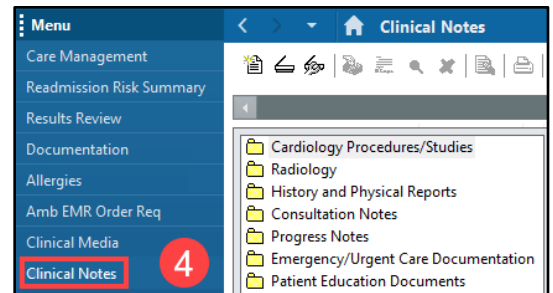 Menu
Care Management
Readmission Risk Summary
Results Review
Documentation
Allergies
Amb EMR Order Req
Clinical Media
Clinical Notes
4
Clinical Notes
Cardiology Procedures/Studies
Radiology
History and Physical Reports
Consultation Notes
Progress Notes
Emergency/Urgent Care Documentation
Patient Education Documents